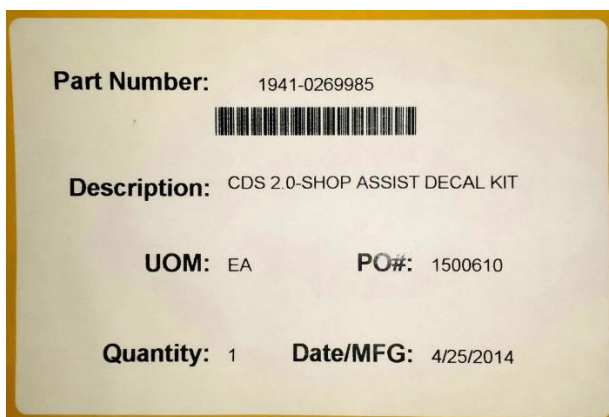 Part Number: 1941-0269985
Description: CDS 2.0-SHOP ASSIST DECAL KIT
UOM: EA PO#: 1500610
Quantity: 1 Date/MFG: 4/25/2014